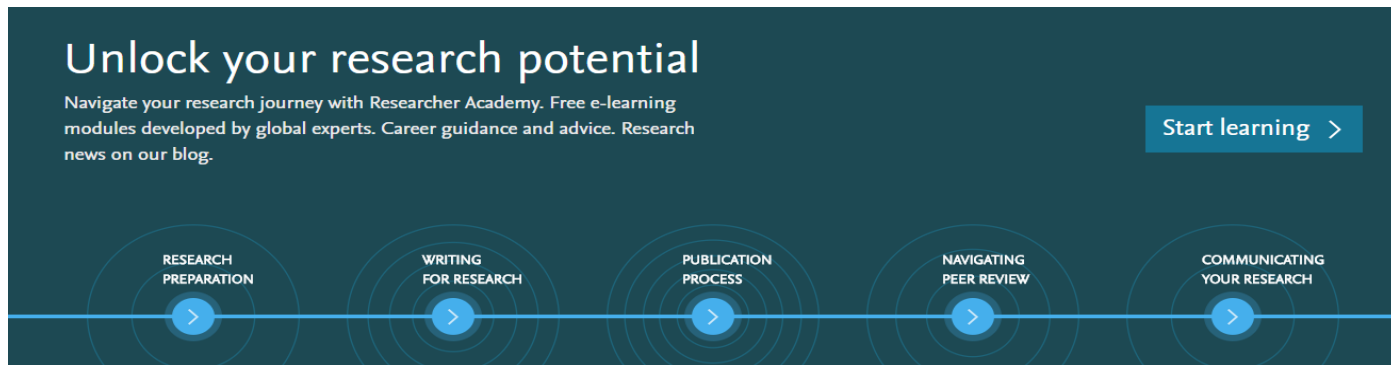 Unlock your research potential
Navigate your research journey with Researcher Academy. Free e-learning
modules developed by global experts. Career guidance and advice. Research
news on our blog.
Start learning
RESEARCH
PREPARATION
WRITING
FOR RESEARCH
PUBLICATION
PROCESS
NAVIGATING
PEER REVIEW
COMMUNICATING
YOUR RESEARCH